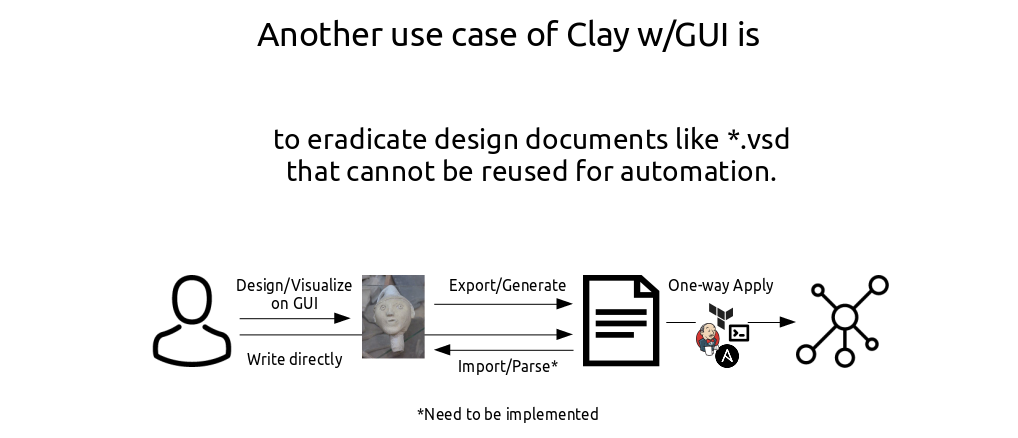 Another use case of Clay w/GUI is
to eradicate design documents like *.vsd
that cannot be reused for automation.
Design/Visualize
on GUI
Write directly
Export/Generate
Import/Parse*
One-way Apply
*Need to be implemented